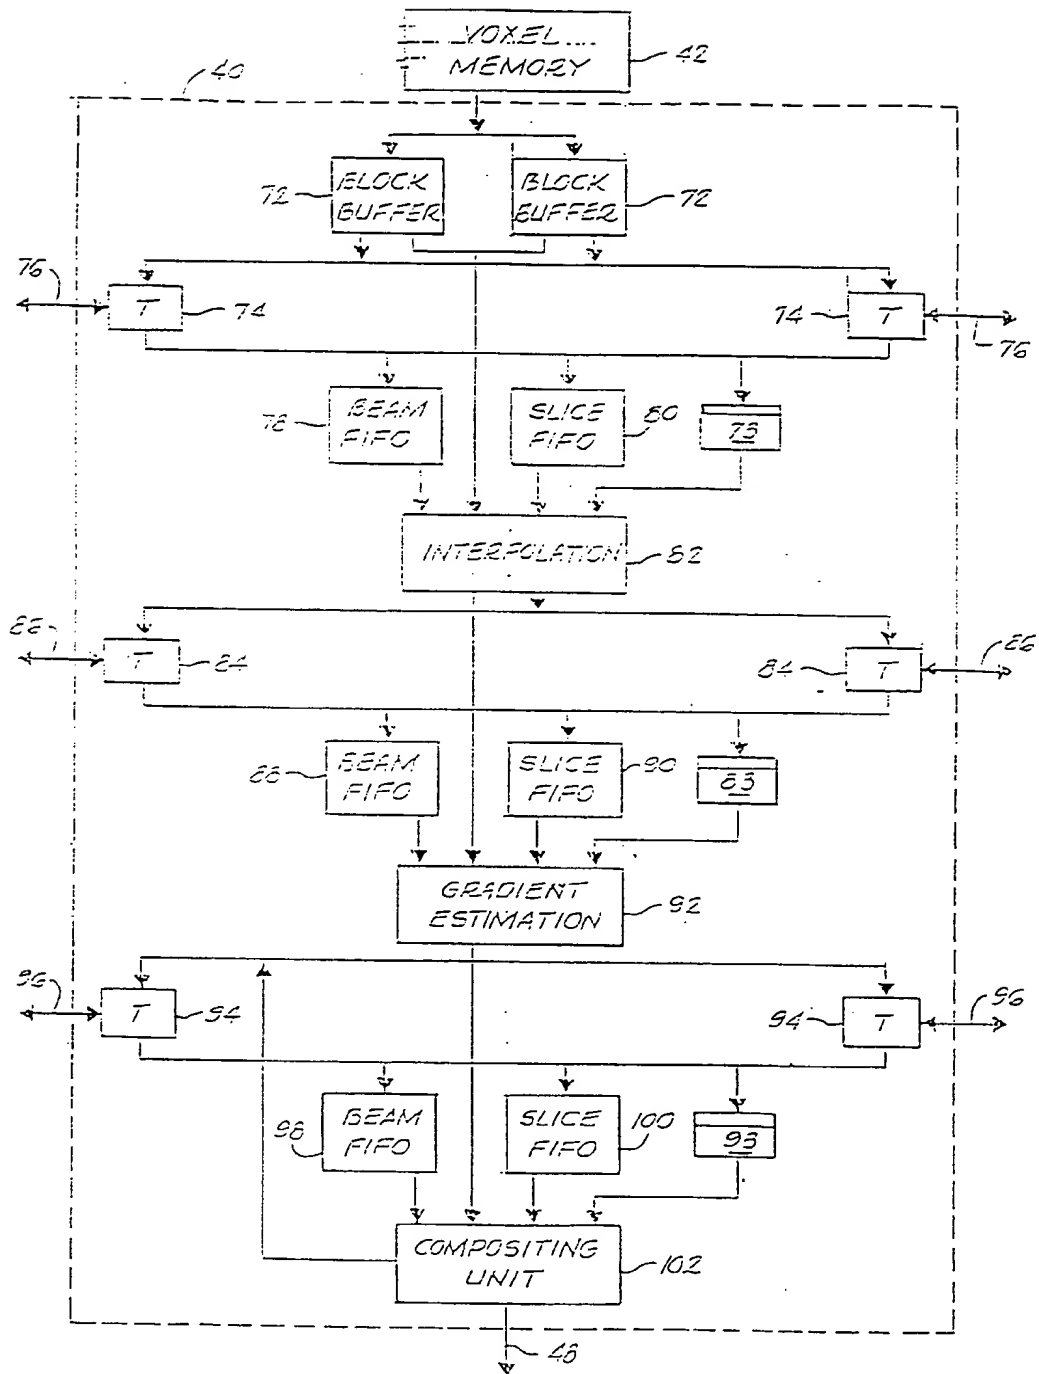 VOXEL
MEMORY
42
40
BLOCK
BUFFER
72
BLOCK
BUFFER
72
76
T
74
74
T
76
BEAM
FIFO
78
SLICE
FIFO
80
73
INTERPOLATION
82
T
84
84
T
86
BEAM
FIFO
88
SLICE
FIFO
90
83
GRADIENT
ESTIMATION
92
96
T
94
94
T
96
BEAM
FIFO
98
SLICE
FIFO
100
93
COMPOSITING
UNIT
102
48